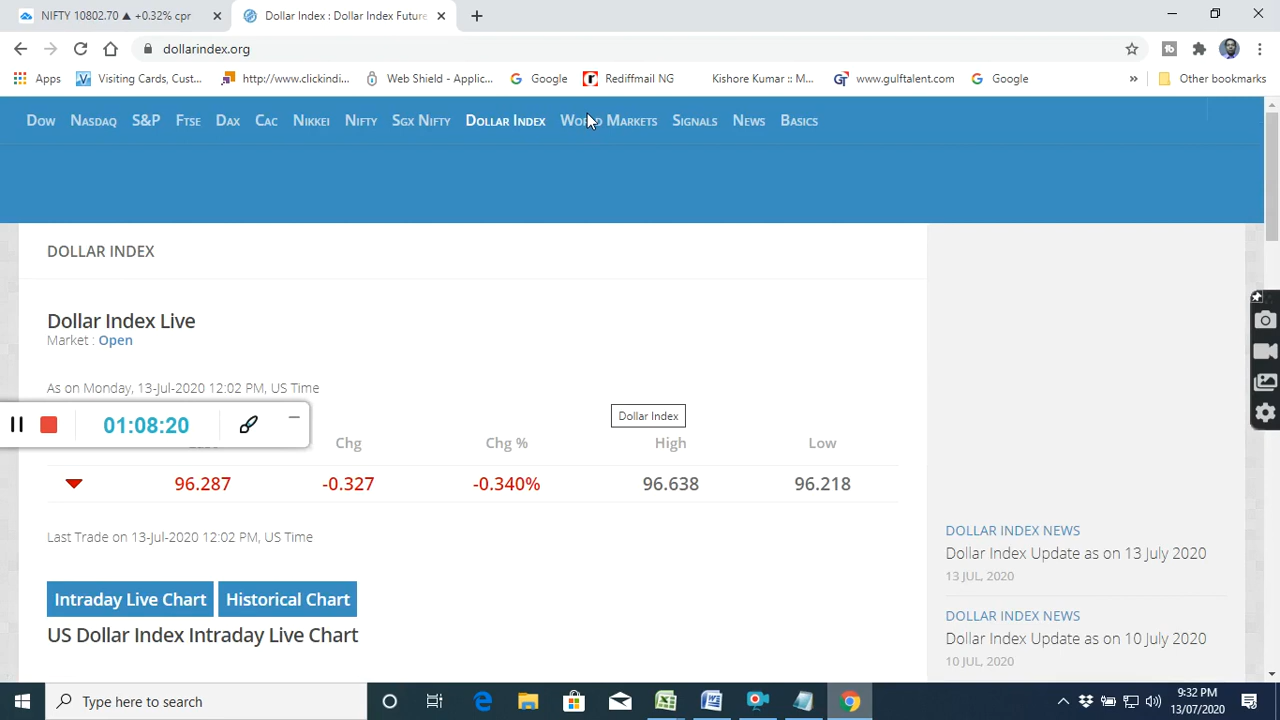 NIFTY 10802.70 ▲ +0.32% cpr
Dollar Index : Dollar Index Future
dollarindex.org
Apps
Visiting Cards, Cust...
http://www.clickindi...
Web Shield - Applic...
Google
Rediffmail NG
Kishore Kumar :: M...
www.gulftalent.com
Google
»
Other bookmarks
DOW NASDAQ S&P FTSE DAX CAC NIKKEI NIFTY SGX NIFTY DOLLAR INDEX WORLD MARKETS SIGNALS NEWS BASICS
DOLLAR INDEX
Dollar Index Live
Market : Open
As on Monday, 13-Jul-2020 12:02 PM, US Time
01:08:20
Dollar Index
Chg Chg % High Low
96.287 -0.327 -0.340% 96.638 96.218
Last Trade on 13-Jul-2020 12:02 PM, US Time
Intraday Live Chart Historical Chart
US Dollar Index Intraday Live Chart
DOLLAR INDEX NEWS
Dollar Index Update as on 13 July 2020
13 JUL, 2020
DOLLAR INDEX NEWS
Dollar Index Update as on 10 July 2020
10 JUL, 2020
Type here to search
9:32 PM
13/07/2020